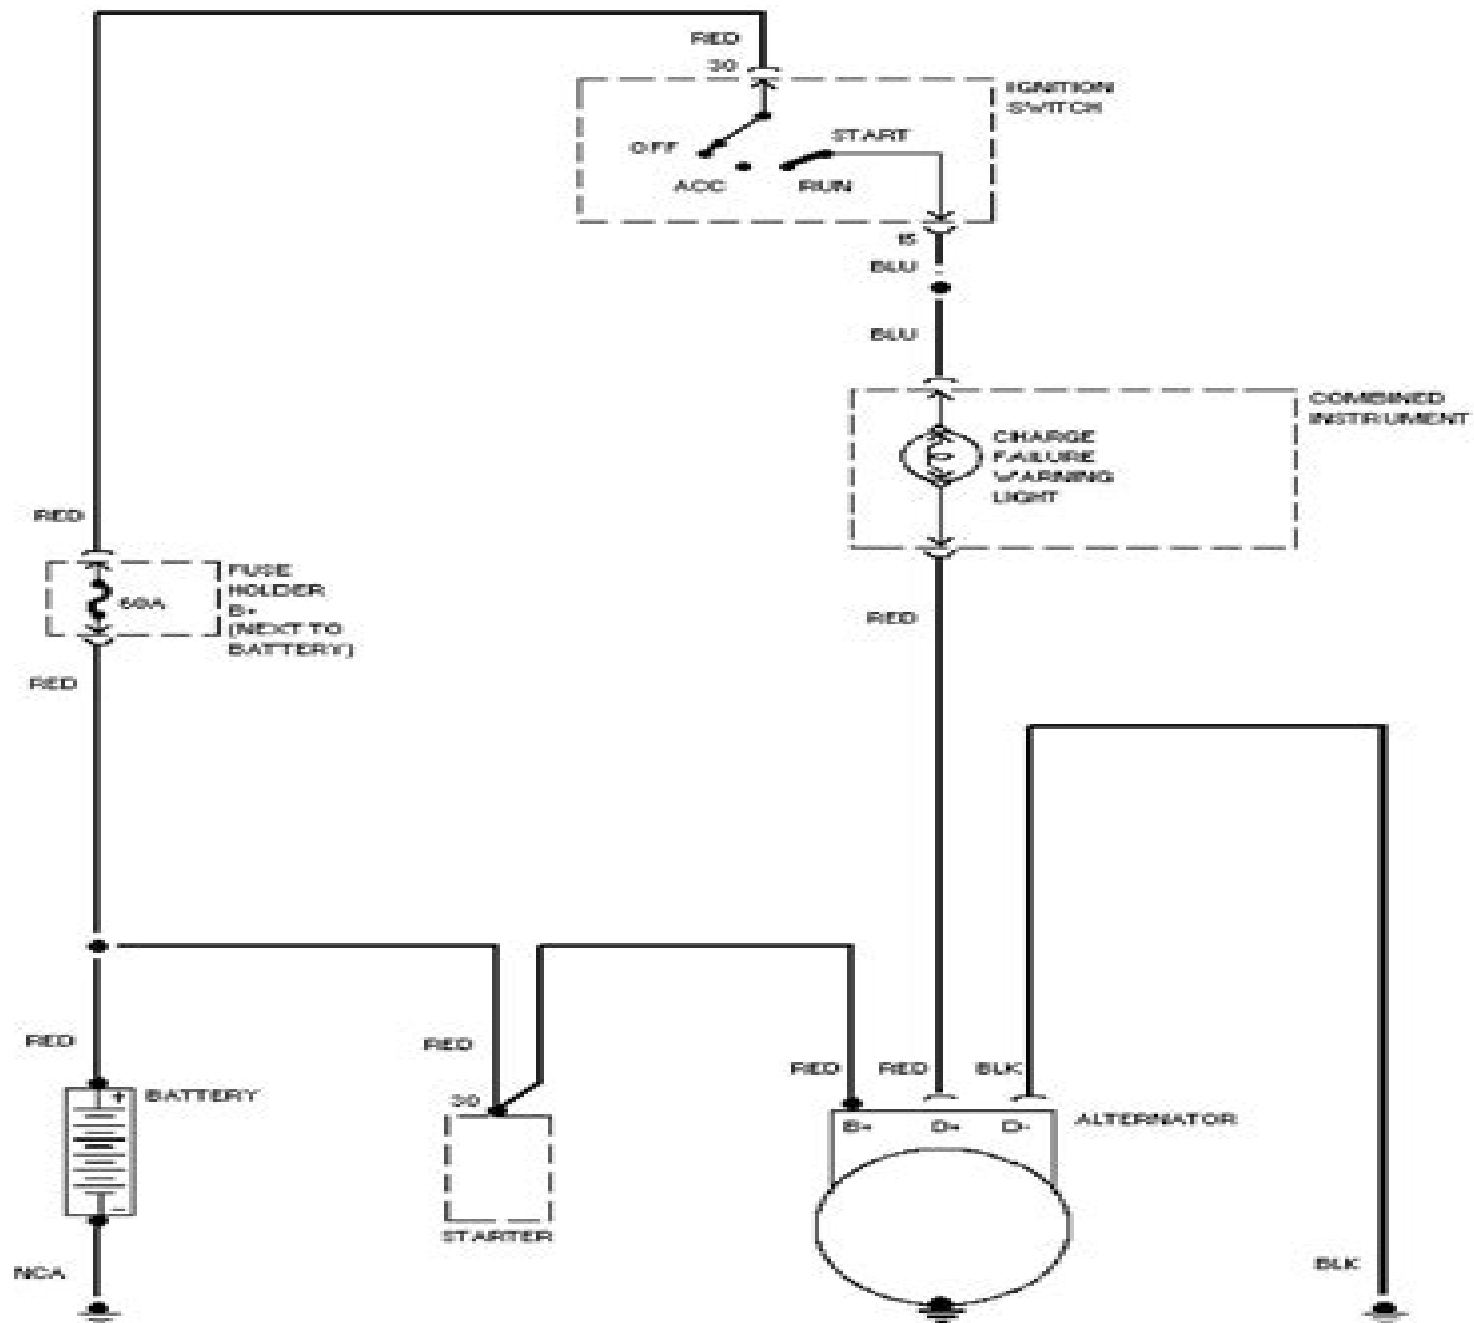 RED
30
IGNITION
SWITCH
OFF
START
ACC
RUN
15
BLU
BLU
COMBINED
INSTRUMENT
CHARGE
FAILURE
WARNING
LIGHT
RED
FUSE
HOLDER
B+
(NEXT TO
BATTERY)
RED
RED
RED
RED
30
RED
RED
BLK
BATTERY
+
-
B+
D+
D-
ALTERNATOR
STARTER
NCA
BLK